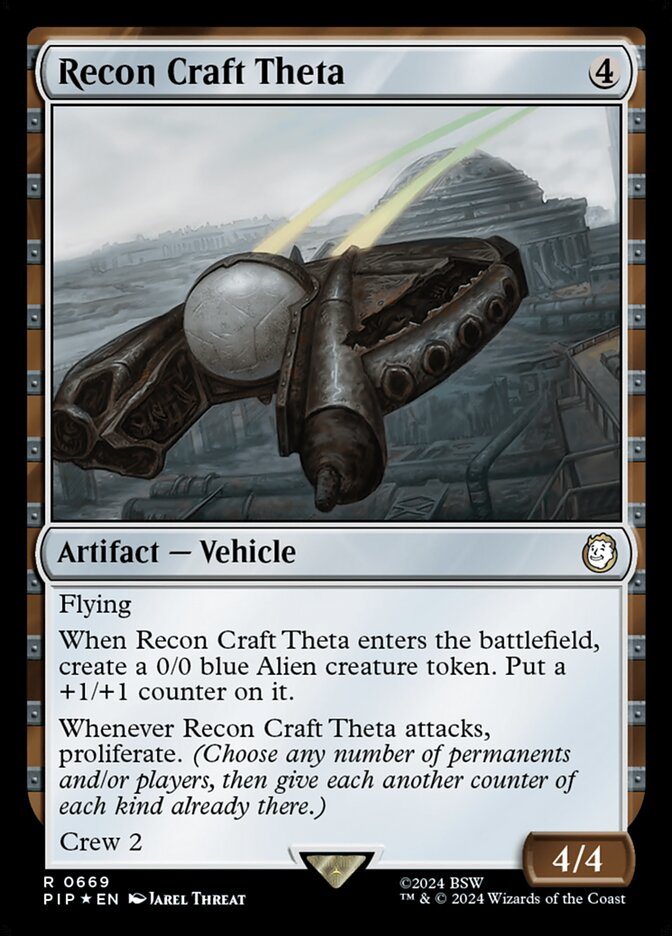 Recon Craft Theta 4
Artifact — Vehicle
Flying
When Recon Craft Theta enters the battlefield,
create a 0/0 blue Alien creature token. Put a
+1/+1 counter on it.
Whenever Recon Craft Theta attacks,
proliferate. (Choose any number of permanents
and/or players, then give each another counter of
each kind already there.)
Crew 2
4/4
R 0669
PIP★EN Jarel Threat
©2024 BSW
™ & © 2024 Wizards of the Coast